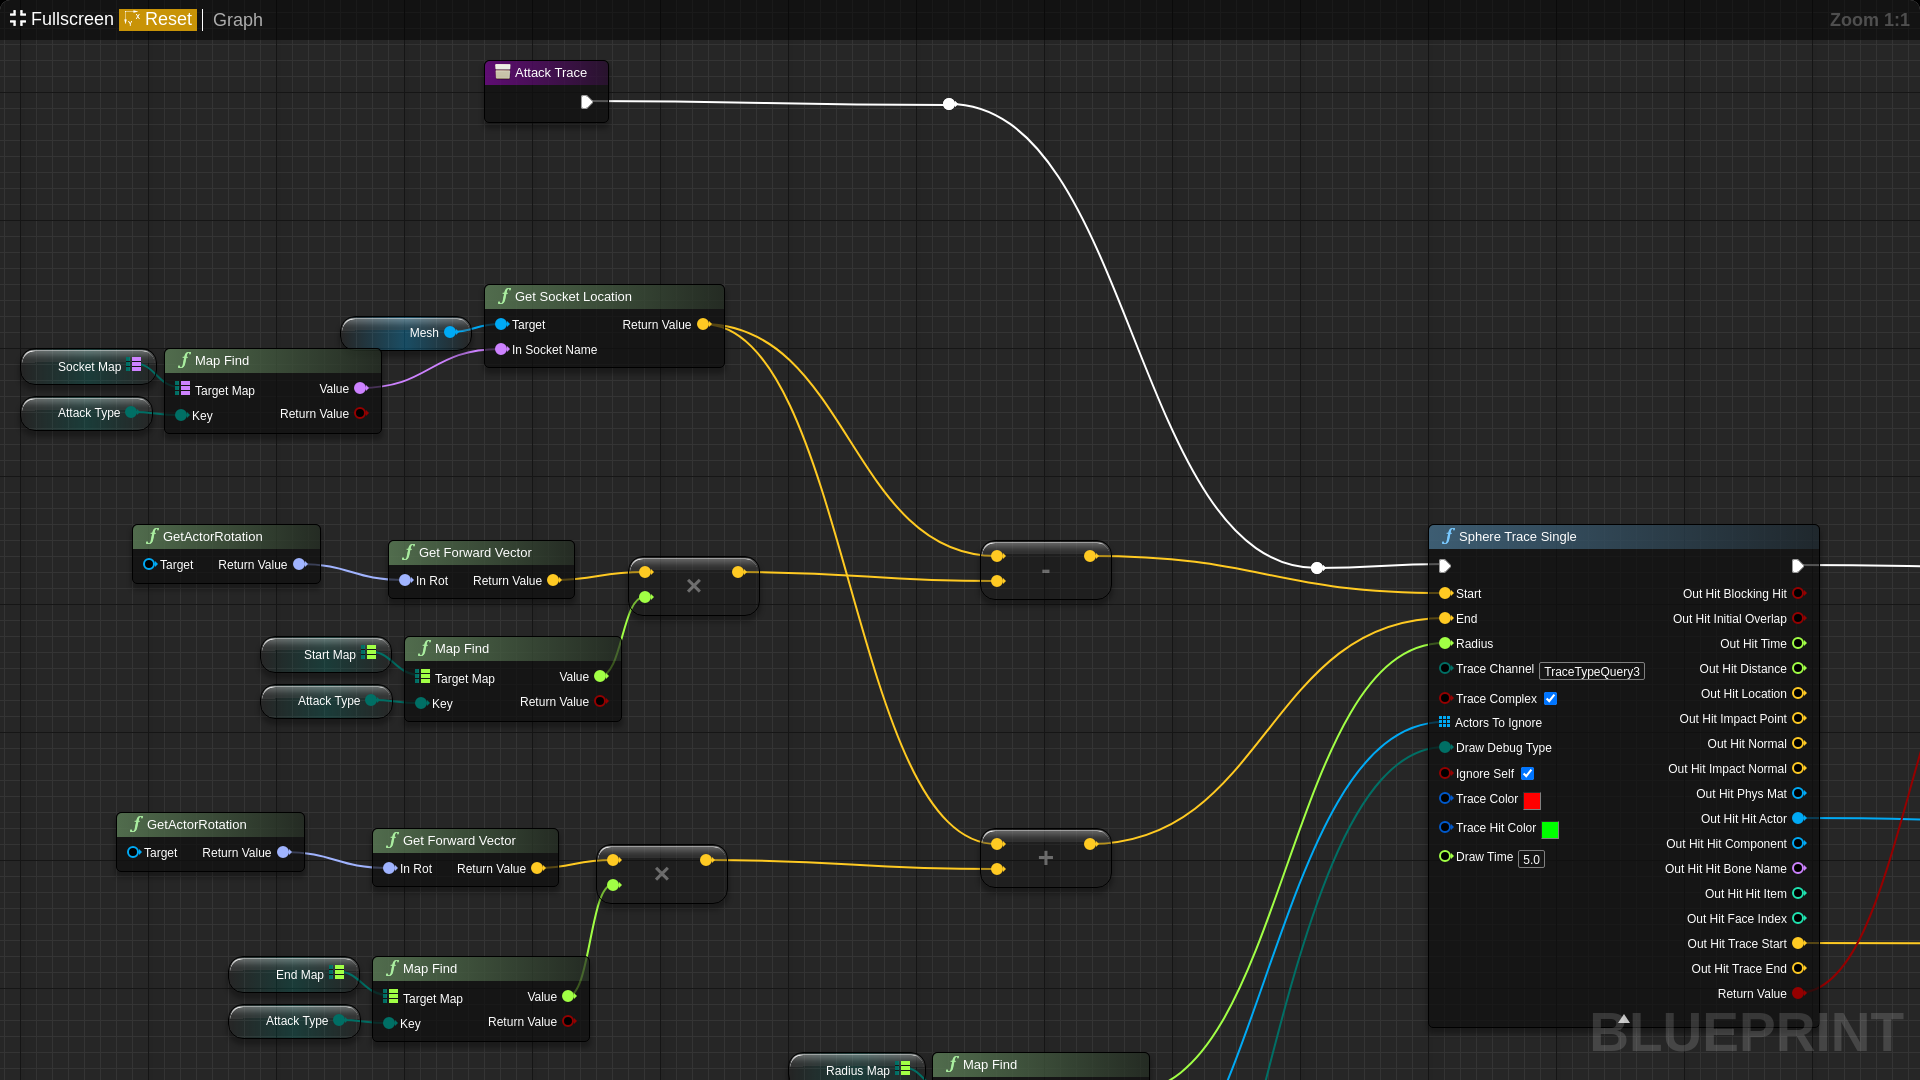 Fullscreen Reset Graph
Zoom 1:1
Attack Trace
Get Socket Location
Target Return Value
In Socket Name
Mesh
Socket Map
Attack Type
Map Find
Target Map Value
Key Return Value
GetActorRotation
Target Return Value
Get Forward Vector
In Rot Return Value
×
Start Map
Attack Type
Map Find
Target Map Value
Key Return Value
-
GetActorRotation
Target Return Value
Get Forward Vector
In Rot Return Value
×
End Map
Attack Type
Map Find
Target Map Value
Key Return Value
+
Radius Map
Map Find
Sphere Trace Single
Start Out Hit Blocking Hit
End Out Hit Initial Overlap
Radius Out Hit Time
Trace Channel TraceTypeQuery3 Out Hit Distance
Trace Complex Out Hit Location
Actors To Ignore Out Hit Impact Point
Draw Debug Type Out Hit Normal
Ignore Self Out Hit Impact Normal
Trace Color Out Hit Phys Mat
Trace Hit Color Out Hit Hit Actor
Draw Time 5.0 Out Hit Hit Component
Out Hit Hit Bone Name
Out Hit Hit Item
Out Hit Face Index
Out Hit Trace Start
Out Hit Trace End
Return Value
BLUEPRINT